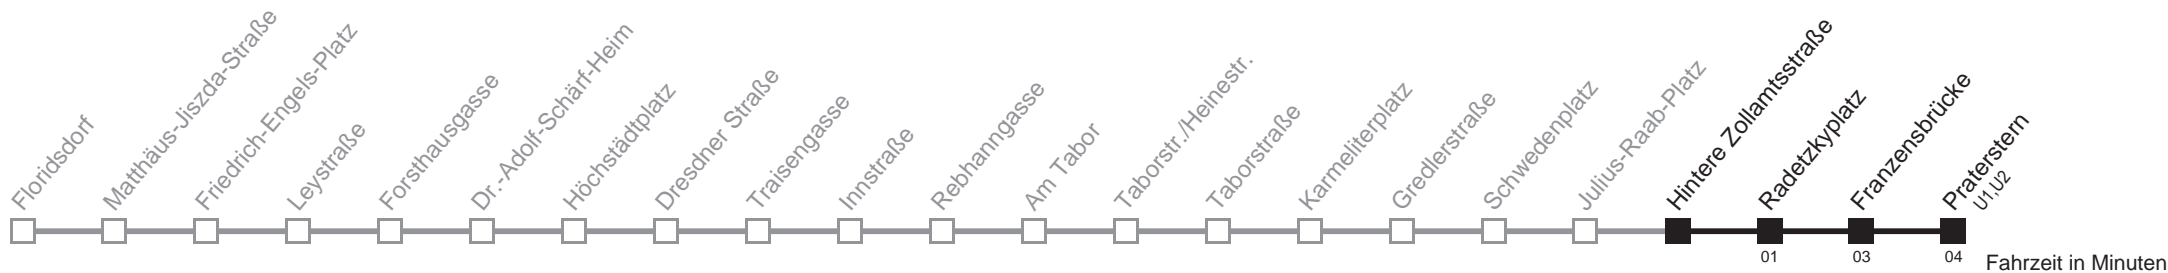 Floridsdorf
Matthäus-Jiszda-Straße
Friedrich-Engels-Platz
Leystraße
Forsthausgasse
Dr.-Adolf-Schärf-Heim
Höchstädtplatz
Dresdner Straße
Traisengasse
Innstraße
Rebhanngasse
Am Tabor
Taborstr./Heinestr.
Taborstraße
Karmeliterplatz
Gredlerstraße
Schwedenplatz
Julius-Raab-Platz
Hintere Zollamtsstraße
Radetzkyplatz
Franzensbrücke
Praterstern
U1,U2
01
03
04
Fahrzeit in Minuten